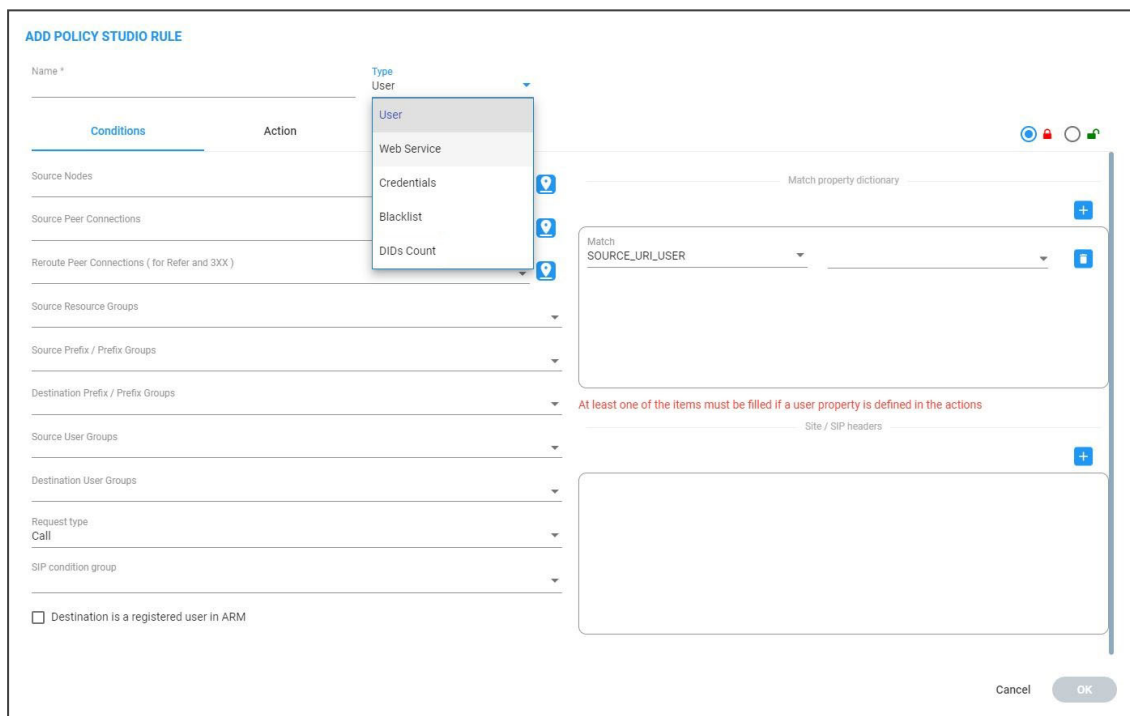 ADD POLICY STUDIO RULE
Name *
Type
User
User
Web Service
Credentials
Blacklist
DIDs Count
Conditions
Action
Source Nodes
Source Peer Connections
Reroute Peer Connections ( for Refer and 3XX )
Source Resource Groups
Source Prefix / Prefix Groups
Destination Prefix / Prefix Groups
Source User Groups
Destination User Groups
Request type
Call
SIP condition group
Destination is a registered user in ARM
Match property dictionary
Match
SOURCE_URI_USER
At least one of the items must be filled if a user property is defined in the actions
Site / SIP headers
Cancel
OK